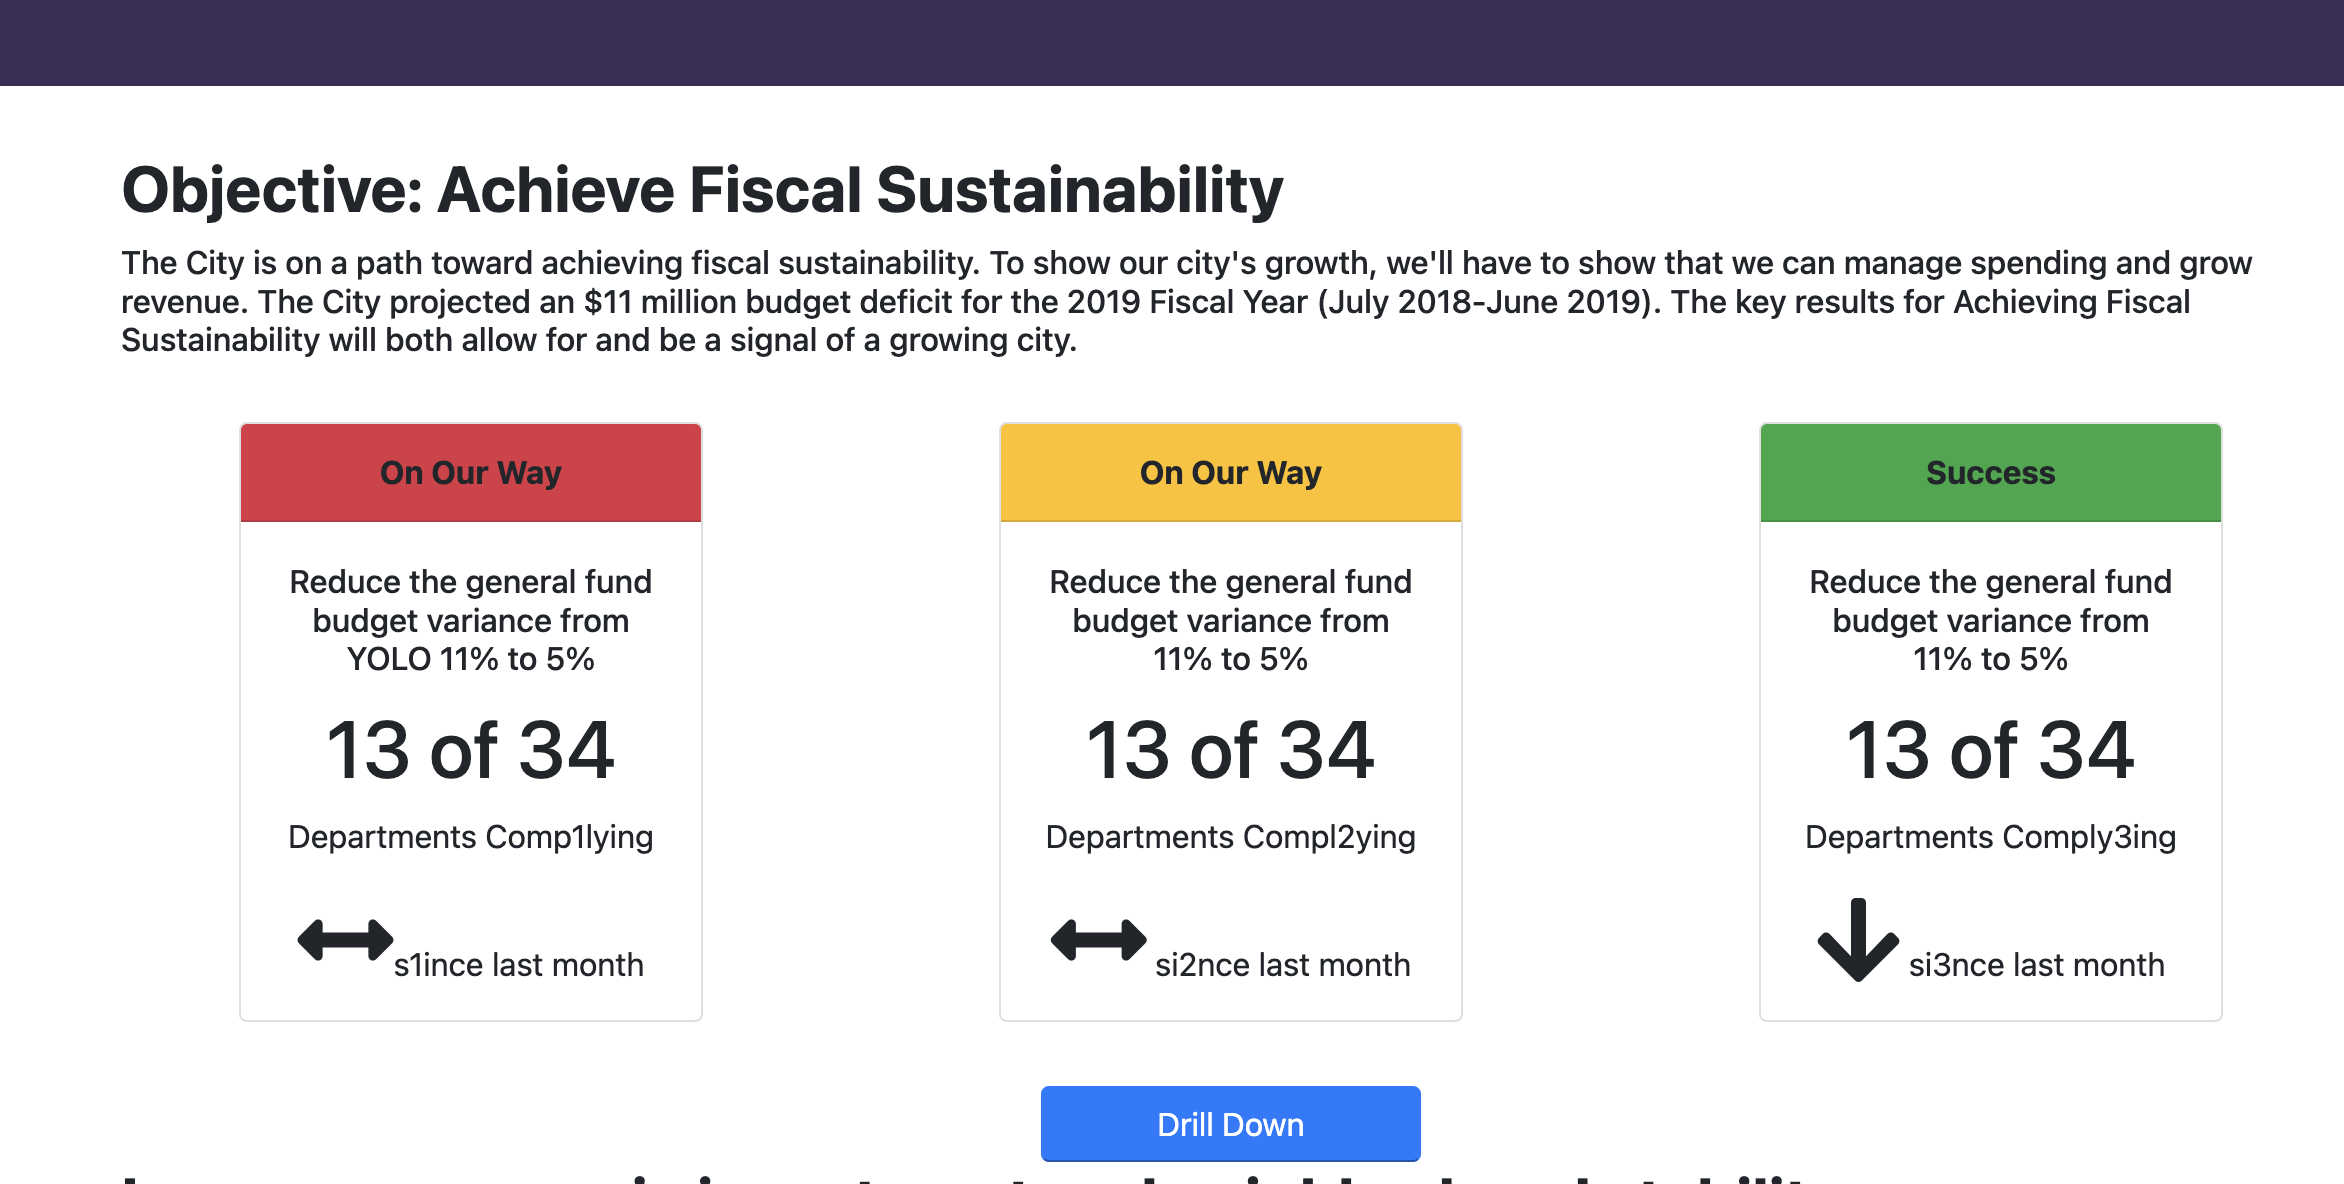 Objective: Achieve Fiscal Sustainability
The City is on a path toward achieving fiscal sustainability. To show our city's growth, we'll have to show that we can manage spending and grow
revenue. The City projected an $11 million budget deficit for the 2019 Fiscal Year (July 2018-June 2019). The key results for Achieving Fiscal
Sustainability will both allow for and be a signal of a growing city.
On Our Way
Reduce the general fund
budget variance from
YOLO 11% to 5%
13 of 34
Departments Comp1lying
s1ince last month
On Our Way
Reduce the general fund
budget variance from
11% to 5%
13 of 34
Departments Compl2ying
si2nce last month
Success
Reduce the general fund
budget variance from
11% to 5%
13 of 34
Departments Comply3ing
si3nce last month
Drill Down